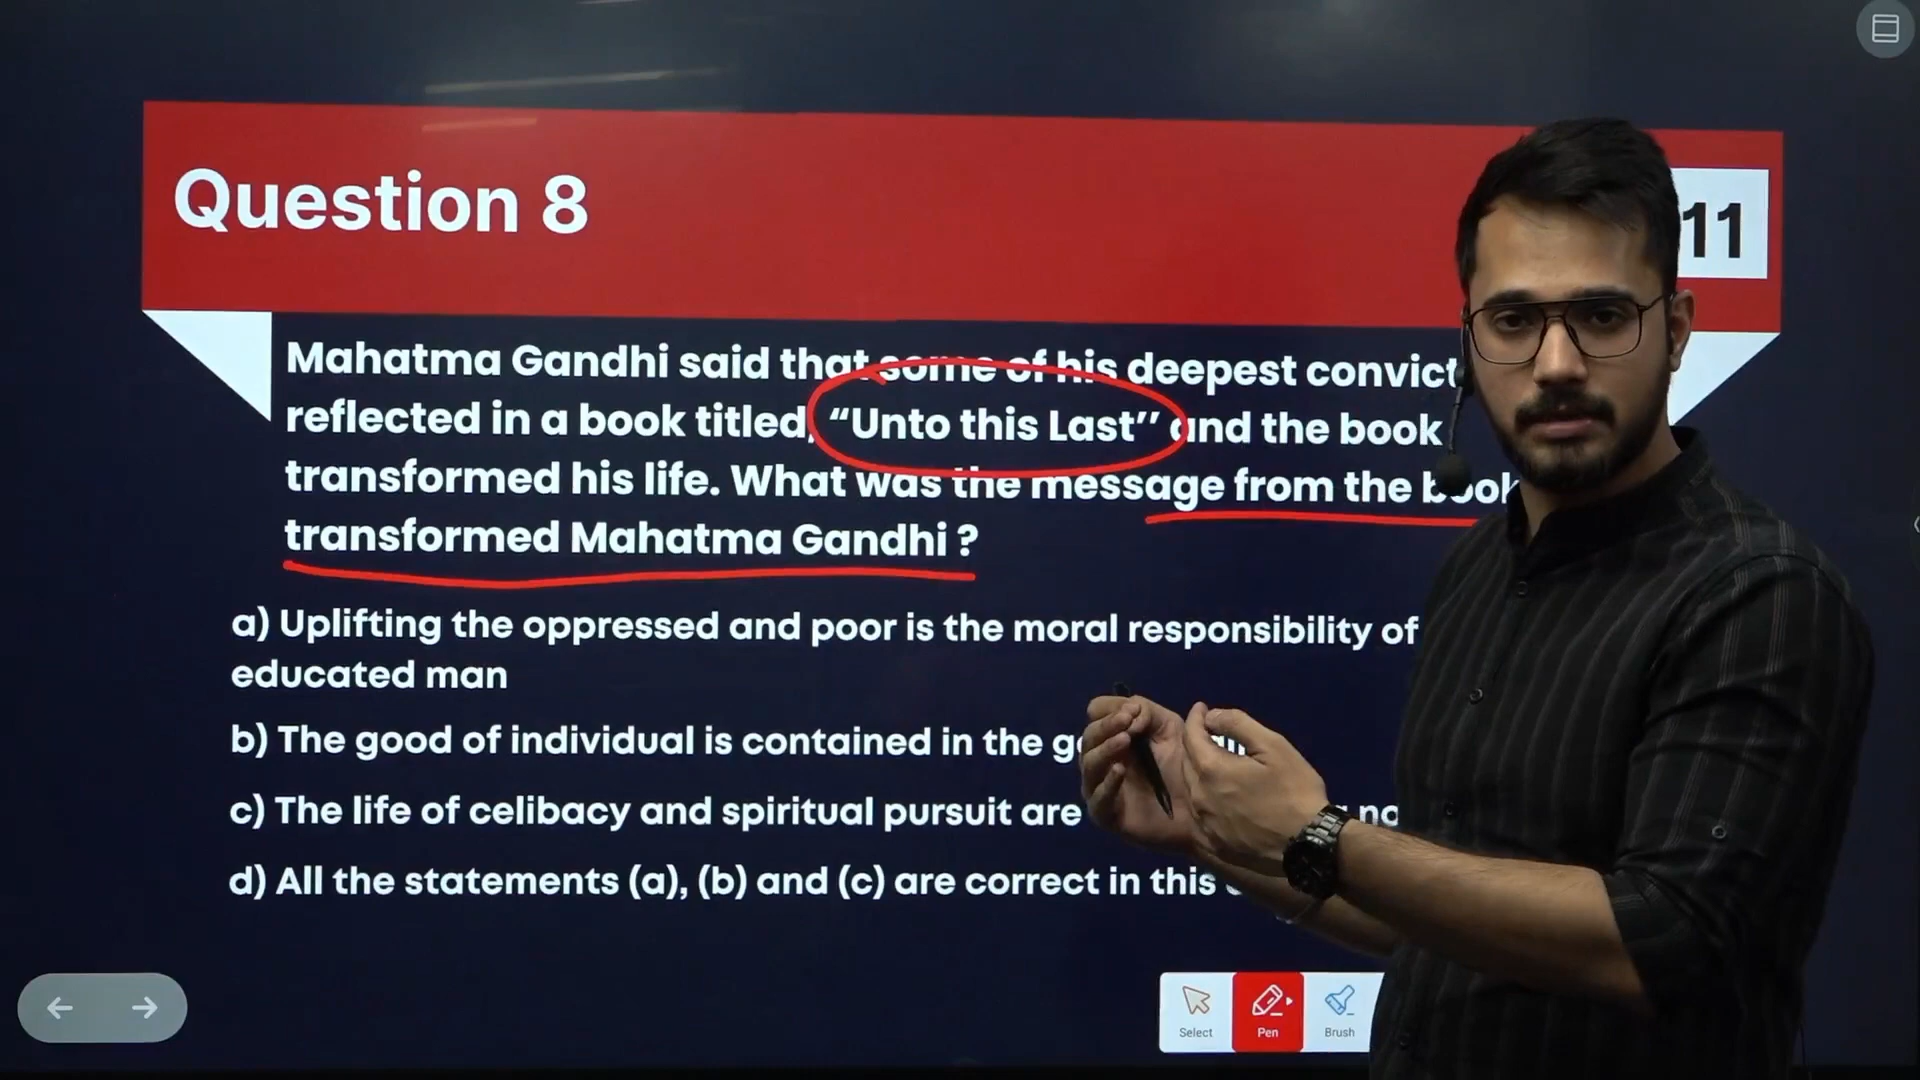 Question 8
11
Mahatma Gandhi said that some of his deepest convict
reflected in a book titled, “Unto this Last’’ and the book
transformed his life. What was the message from the book
transformed Mahatma Gandhi ?
a) Uplifting the oppressed and poor is the moral responsibility of
educated man
b) The good of individual is contained in the
c) The life of celibacy and spiritual pursuit are
d) All the statements (a), (b) and (c) are correct in this
Select
Pen
Brush